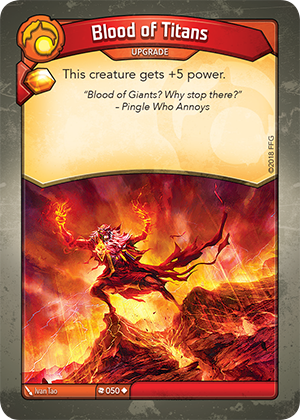 Blood of Titans
UPGRADE
This creature gets +5 power.
"Blood of Giants? Why stop there?"
– Pingle Who Annoys
©2018 FFG
Ivan Tao
050